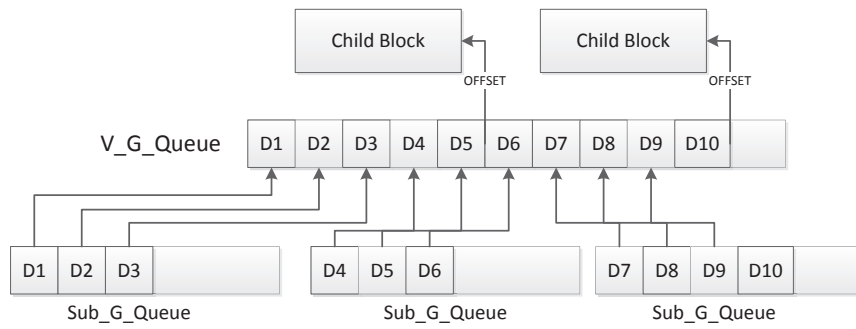 Child Block Child Block
OFFSET OFFSET
V_G_Queue D1 D2 D3 D4 D5 D6 D7 D8 D9 D10
D1 D2 D3 D4 D5 D6 D7 D8 D9 D10
Sub_G_Queue Sub_G_Queue Sub_G_Queue